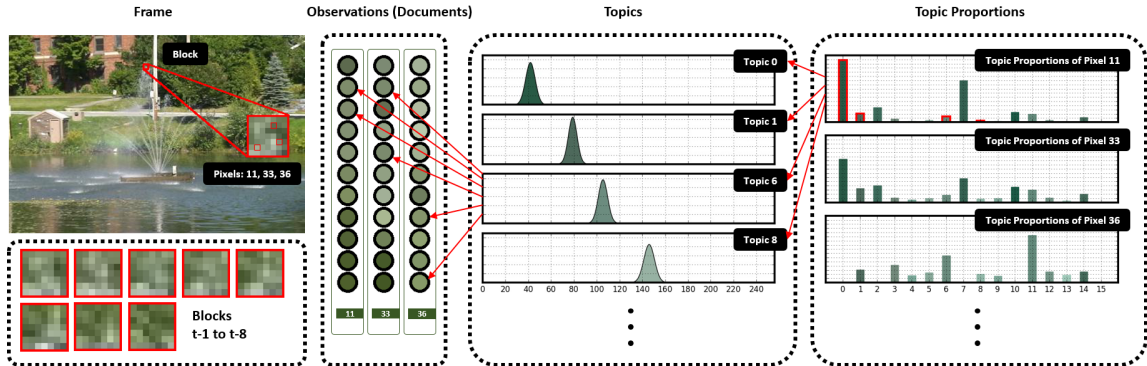 Frame
Block
Pixels: 11, 33, 36
Blocks
t-1 to t-8
Observations (Documents)
11 33 36
Topics
Topic 0
Topic 1
Topic 6
Topic 8
0 20 40 60 80 100 120 140 160 180 200 220 240
Topic Proportions
Topic Proportions of Pixel 11
Topic Proportions of Pixel 33
Topic Proportions of Pixel 36
0 1 2 3 4 5 6 7 8 9 10 11 12 13 14 15